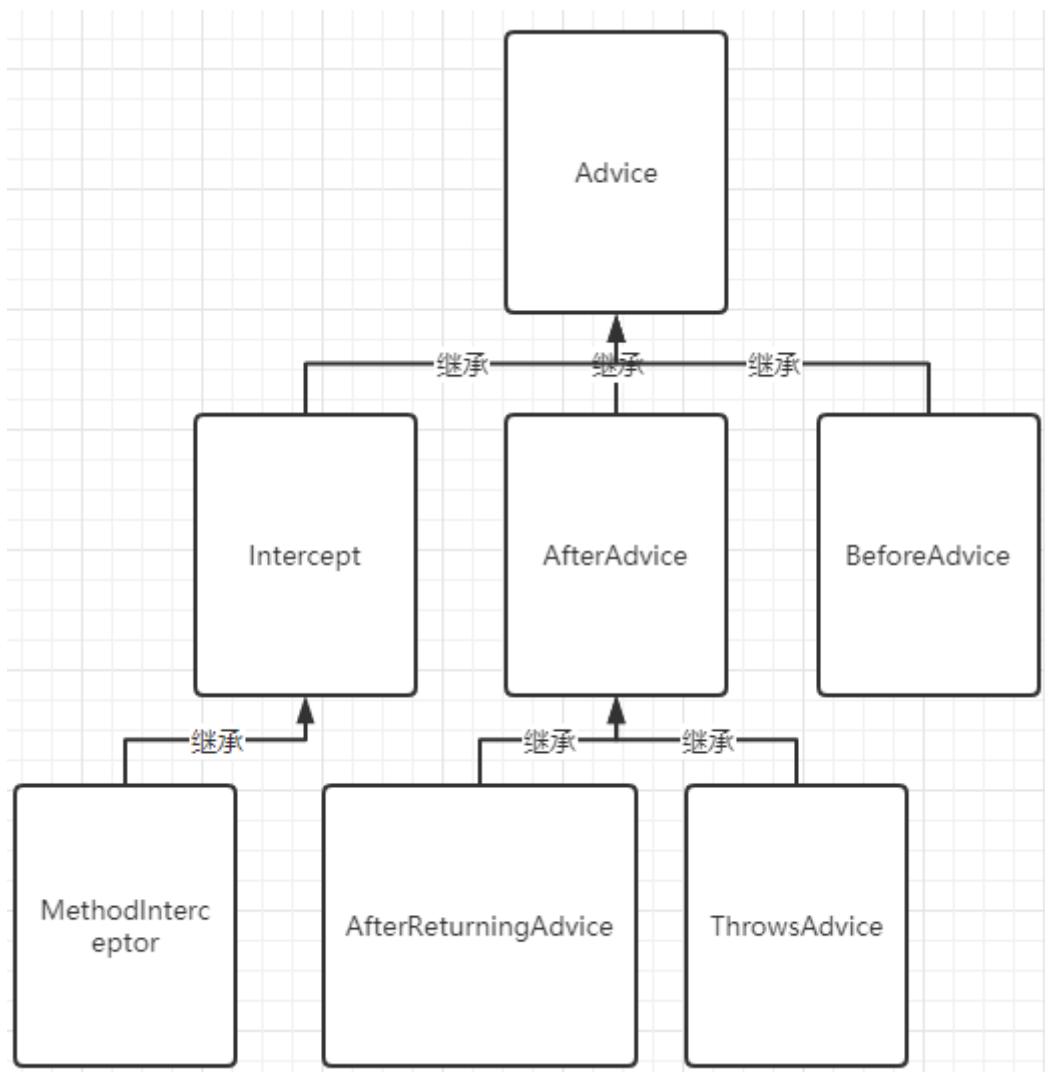 Advice
继承
继承
继承
Intercept
AfterAdvice
BeforeAdvice
继承
继承
继承
MethodInterc
eptor
AfterReturningAdvice
ThrowsAdvice